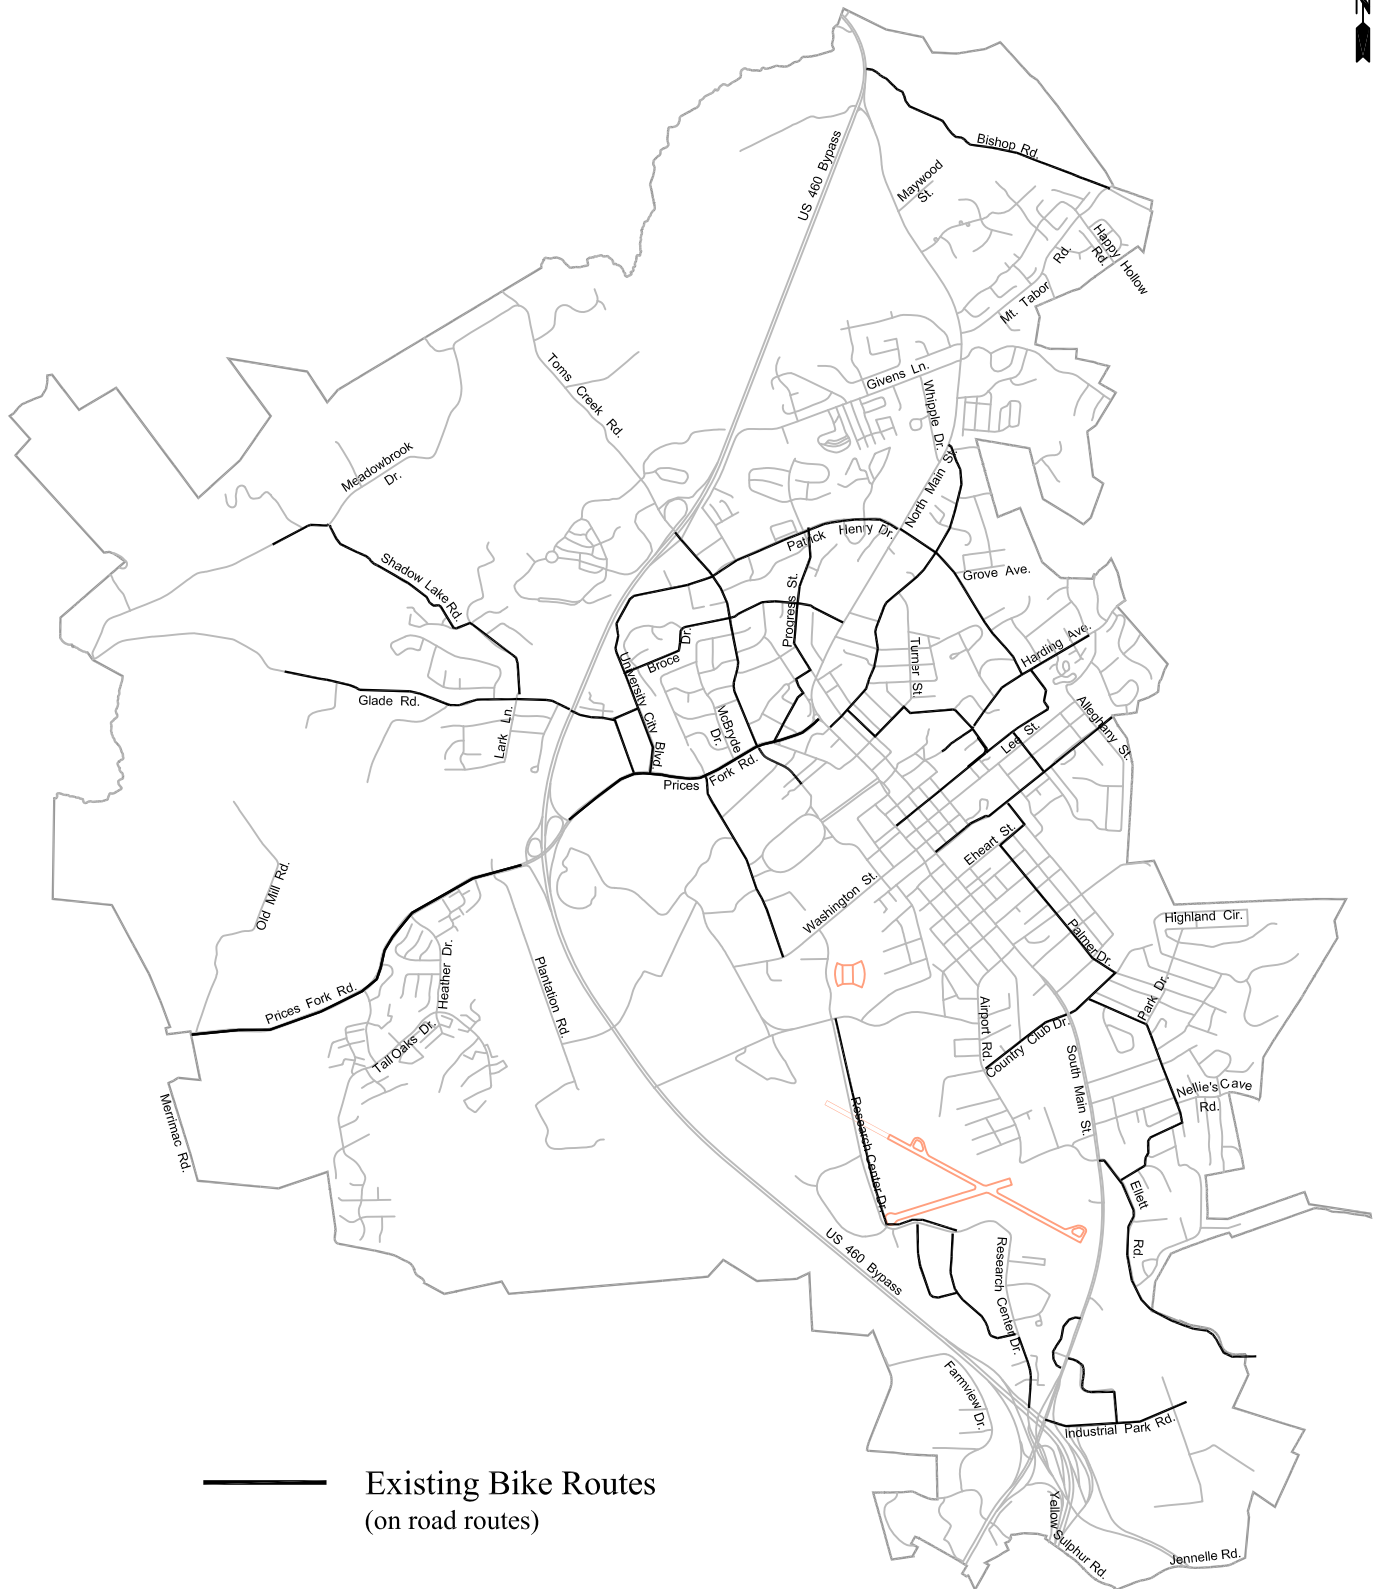 N
Bishop Rd.
US 460 Bypass
Maywood
St.
Happy Hollow
Rd.
Mt. Tabor Rd.
Toms Creek Rd.
Givens Ln.
Whipple Dr.
Meadowbrook
Dr.
North Main St.
Patrick Henry Dr.
Grove Ave.
Shadow Lake Rd.
Progress St.
Harding Ave.
Turner St.
University City Blvd.
Broce Dr.
Glade Rd.
Lark Ln.
McBryde
Dr.
Lee St.
Alleghany St.
Prices Fork Rd.
Eheart St.
Old Mill Rd.
Washington St.
Highland Cir.
Palmer Dr.
Heather Dr.
Plantation Rd.
Park Dr.
Prices Fork Rd.
Airport Rd.
Country Club Dr.
Tall Oaks Dr.
South Main St.
Nellie's Cave
Rd.
Merrimac Rd.
Research Center Dr.
Ellett Rd.
US 460 Bypass
Research Center Dr.
Farmview Dr.
Industrial Park Rd.
Existing Bike Routes
(on road routes)
Yellow Sulphur Rd.
Jennelle Rd.